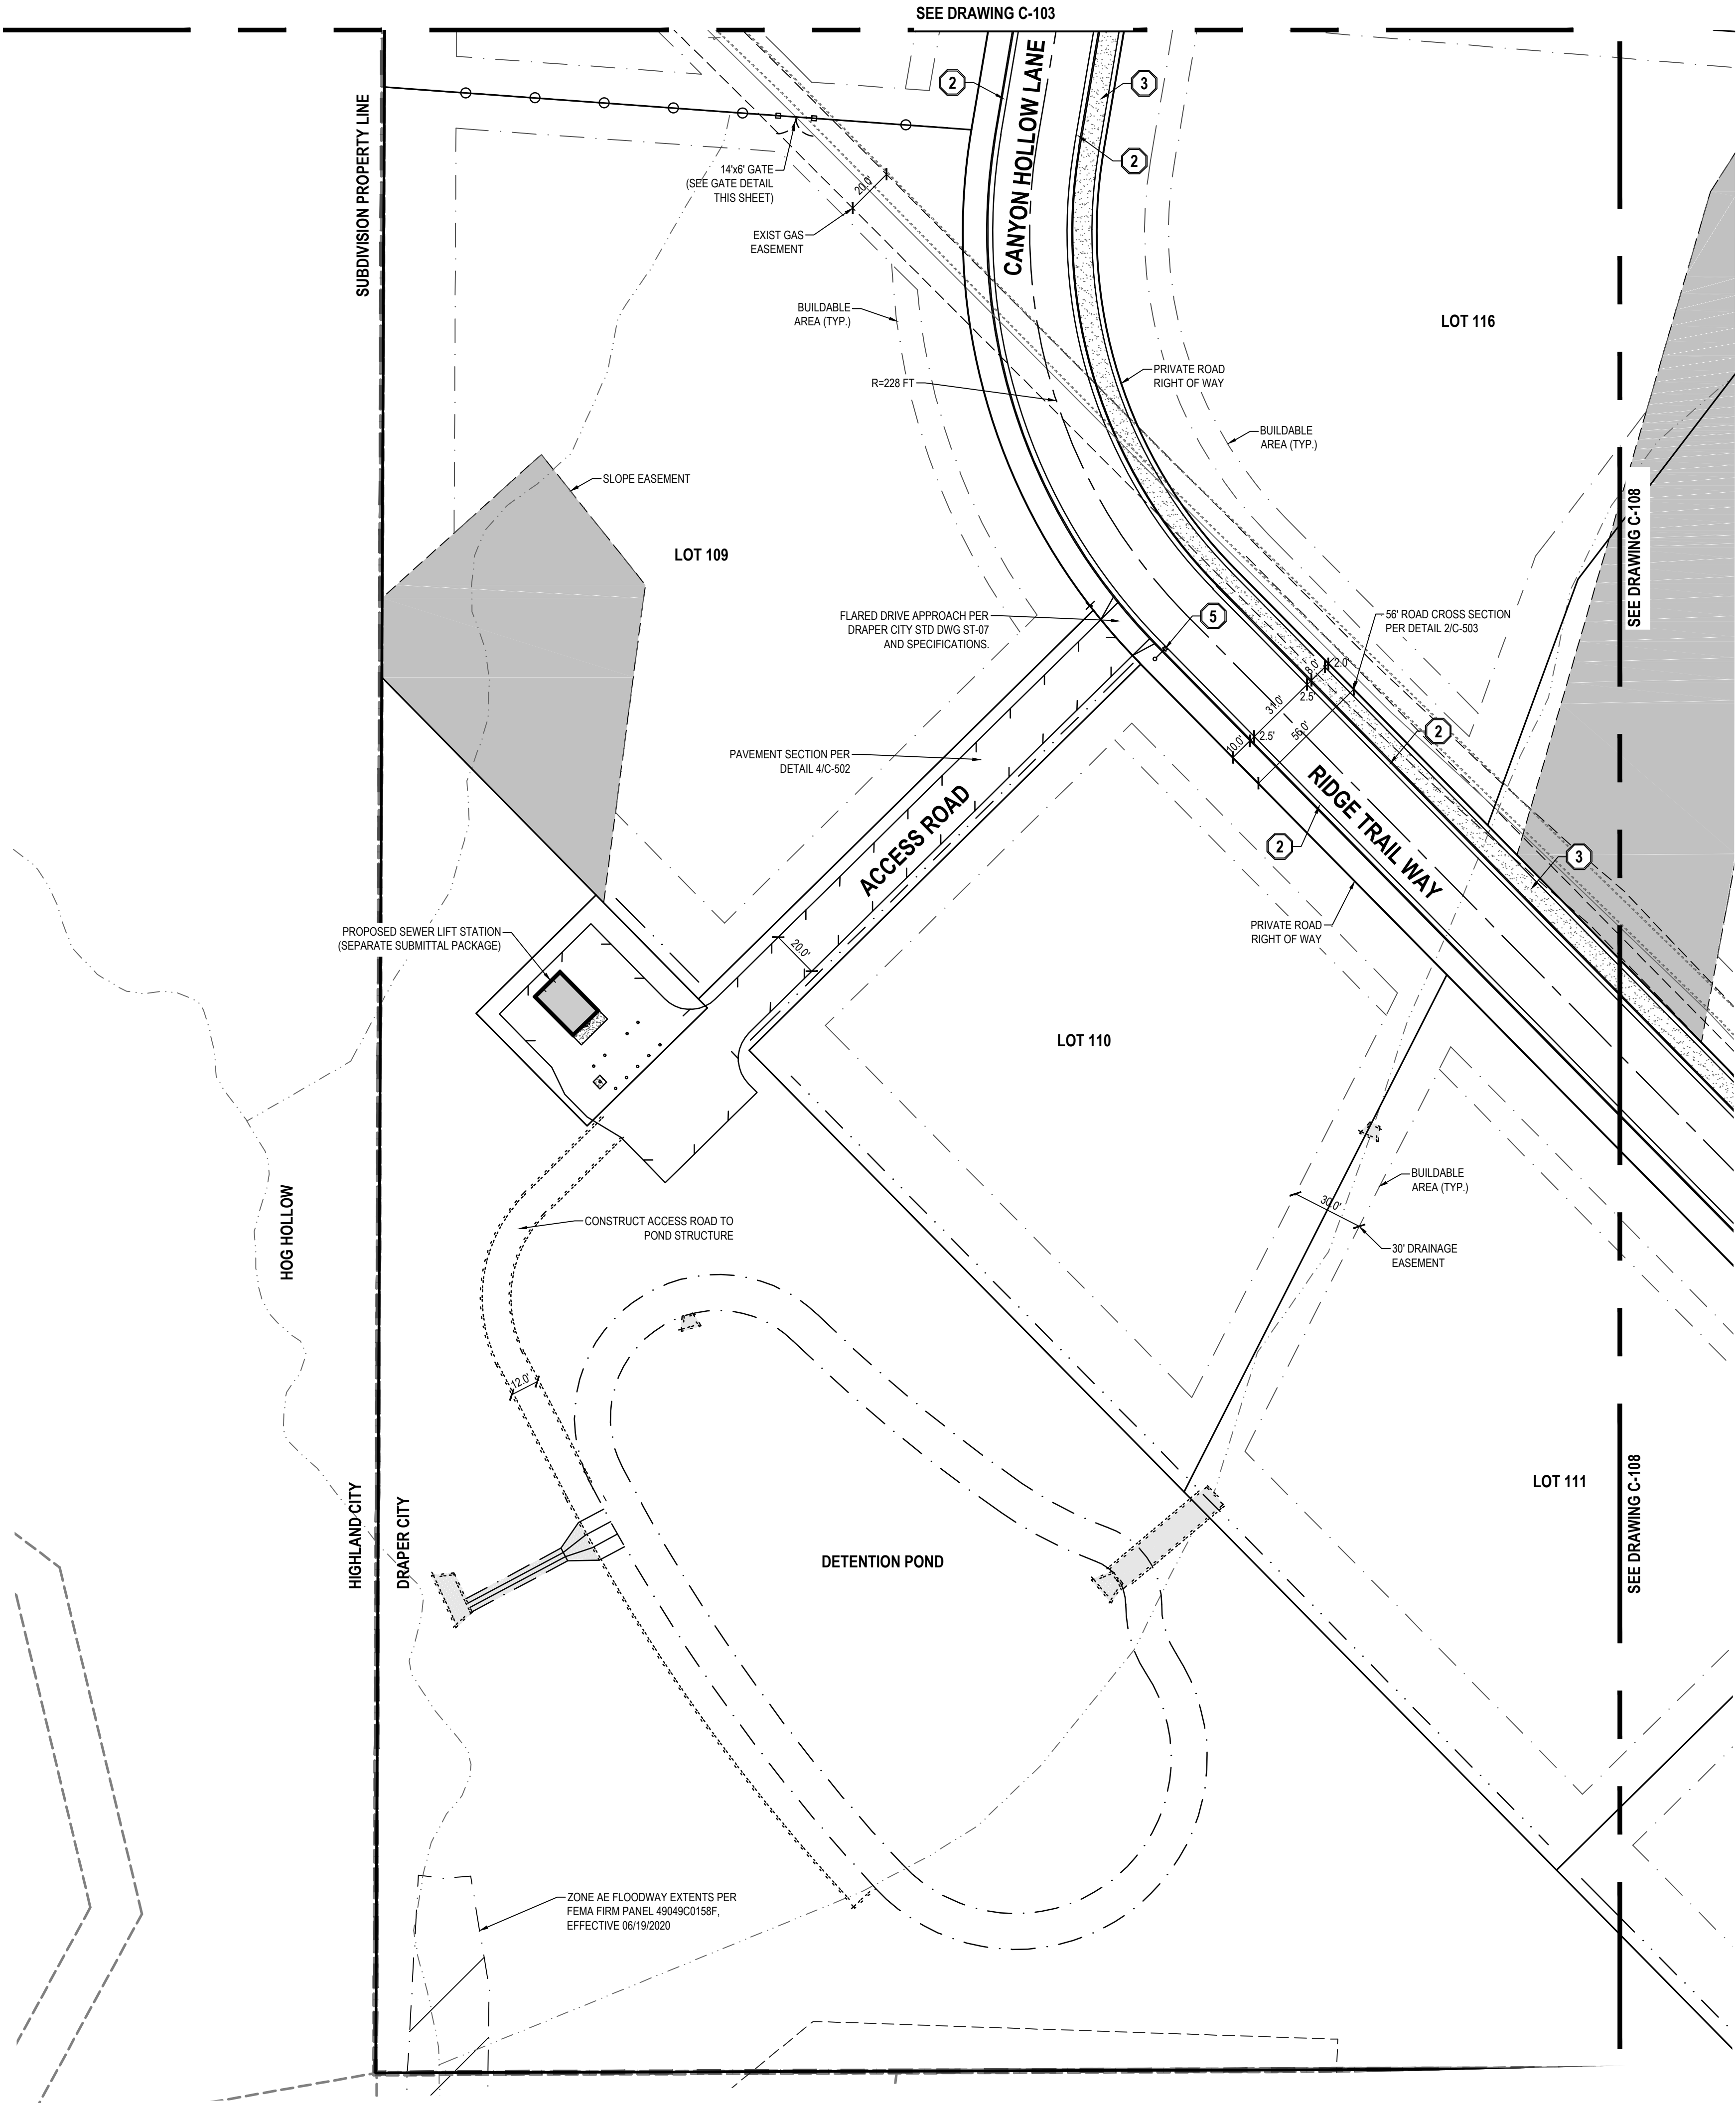 SEE DRAWING C-103
2
CANYON HOLLOW LANE
3
2
SUBDIVISION PROPERTY LINE
14'x6' GATE
(SEE GATE DETAIL
THIS SHEET)
20.0'
EXIST GAS
EASEMENT
BUILDABLE
AREA (TYP.)
LOT 116
R=228 FT
PRIVATE ROAD
RIGHT OF WAY
BUILDABLE
AREA (TYP.)
SLOPE EASEMENT
LOT 109
SEE DRAWING C-108
FLARED DRIVE APPROACH PER
DRAPER CITY STD DWG ST-07
AND SPECIFICATIONS.
5
56' ROAD CROSS SECTION
PER DETAIL 2/C-503
8.0'
2.0'
2.5'
31.0'
56.0'
10.0'
2.5'
2
PAVEMENT SECTION PER
DETAIL 4/C-502
ACCESS ROAD
RIDGE TRAIL WAY
2
3
PRIVATE ROAD
RIGHT OF WAY
PROPOSED SEWER LIFT STATION
(SEPARATE SUBMITTAL PACKAGE)
20.0'
LOT 110
BUILDABLE
AREA (TYP.)
30.0'
30' DRAINAGE
EASEMENT
HOG HOLLOW
CONSTRUCT ACCESS ROAD TO
POND STRUCTURE
12.0'
LOT 111
SEE DRAWING C-108
HIGHLAND CITY
DRAPER CITY
DETENTION POND
ZONE AE FLOODWAY EXTENTS PER
FEMA FIRM PANEL 49049C0158F,
EFFECTIVE 06/19/2020